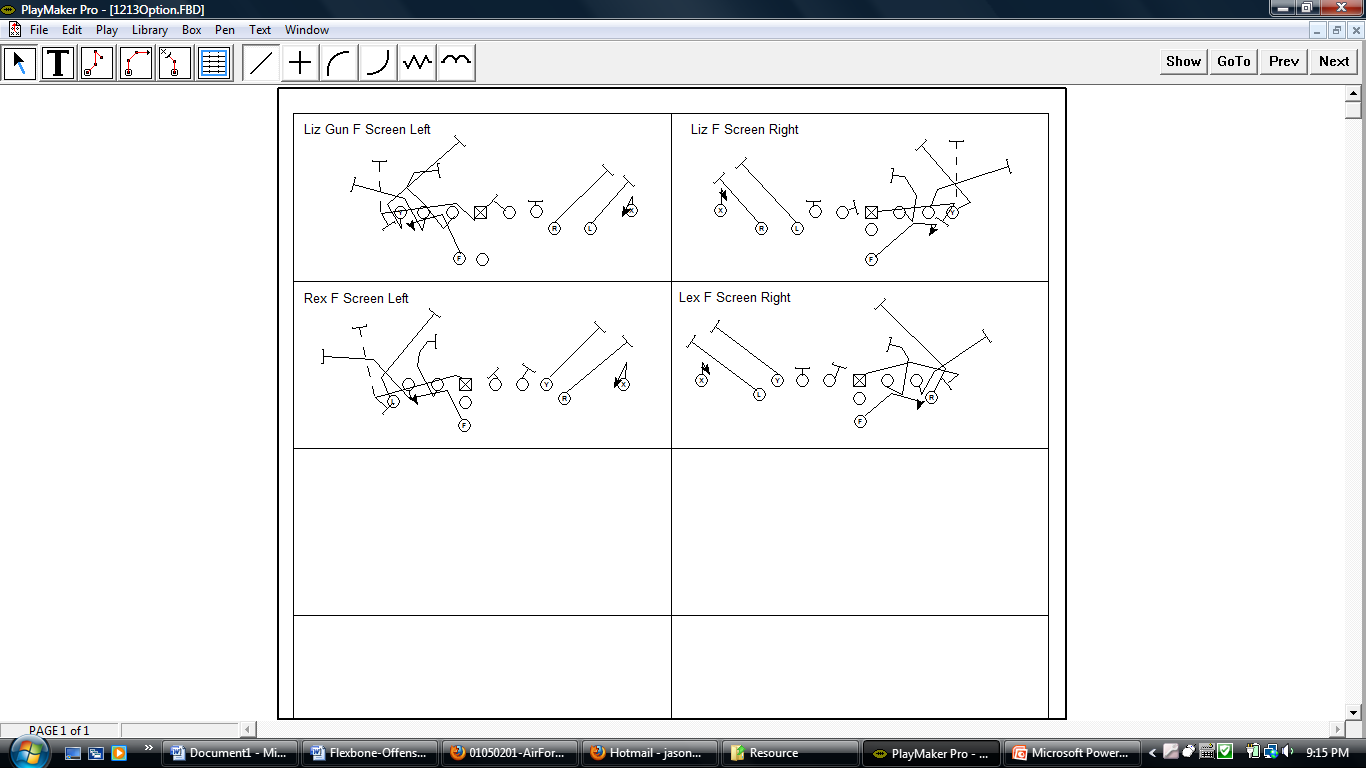 PlayMaker Pro - [1213Option.FBD]
File Edit Play Library Box Pen Text Window
T Show GoTo Prev Next
Liz Gun F Screen Left
Y X
R L
F
Liz F Screen Right
X Y
R L
F
Rex F Screen Left
Y X
L R
F
Lex F Screen Right
X Y
L R
F
PAGE 1 of 1
Document1 - Mi... Flexbone-Offens... 01050201-AirFor... Hotmail - jason... Resource PlayMaker Pro - ... Microsoft Power... 9:15 PM